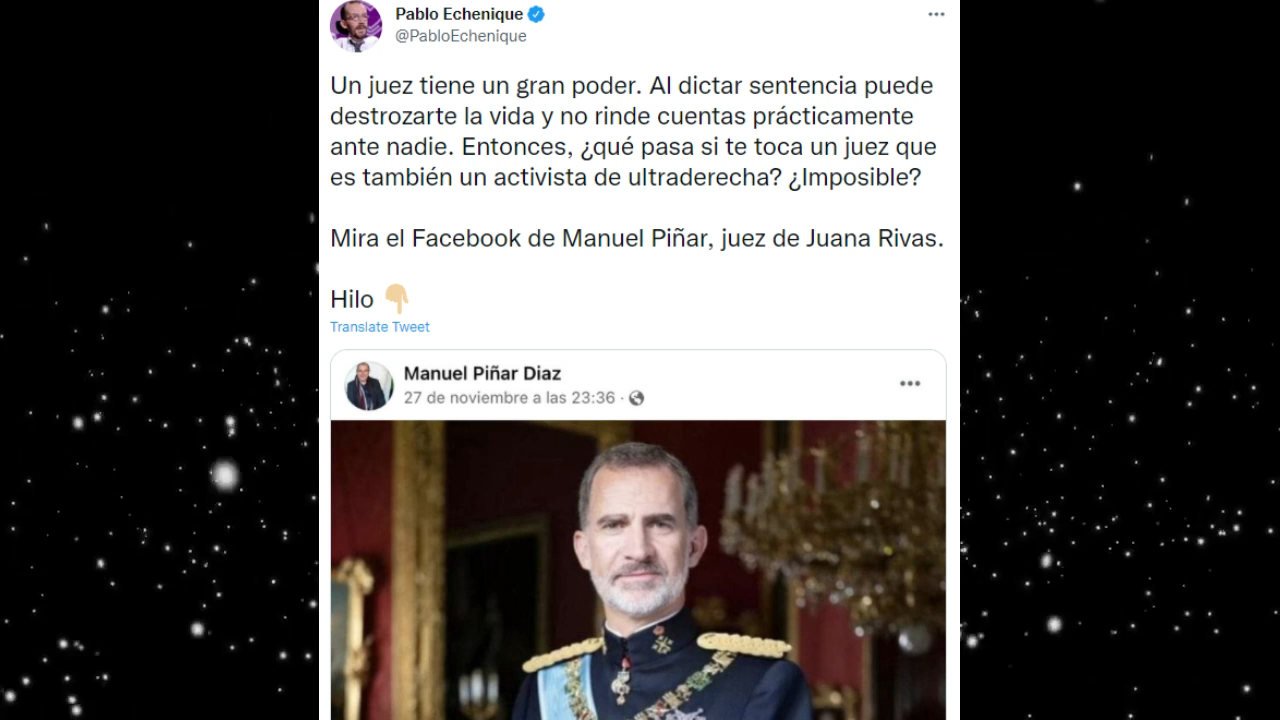 Pablo Echenique
@PabloEchenique
Un juez tiene un gran poder. Al dictar sentencia puede
destrozarte la vida y no rinde cuentas prácticamente
ante nadie. Entonces, ¿qué pasa si te toca un juez que
es también un activista de ultraderecha? ¿Imposible?
Mira el Facebook de Manuel Piñar, juez de Juana Rivas.
Hilo
Translate Tweet
Manuel Piñar Diaz
27 de noviembre a las 23:36 ·